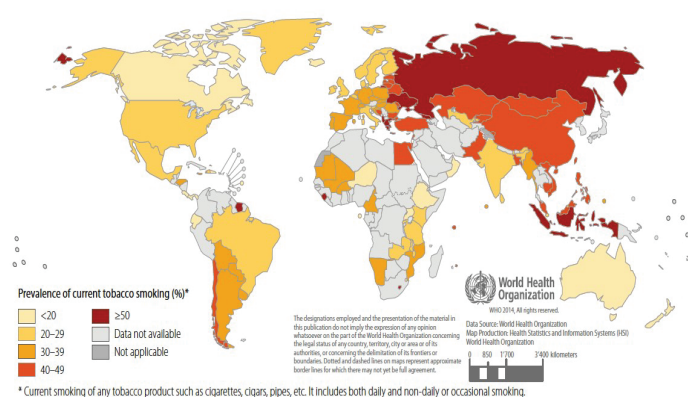 Prevalence of current tobacco smoking (%)*
<20
20–29
30–39
40–49
≥50
Data not available
Not applicable
The designations employed and the presentation of the material in
this publication do not imply the expression of any opinion
whatsoever on the part of the World Health Organization concerning
the legal status of any country, territory, city or area or of its
authorities, or concerning the delimitation of its frontiers or
boundaries. Dotted and dashed lines on maps represent approximate
border lines for which there may not yet be full agreement.
World Health
Organization
WHO 2014, All rights reserved.
Data Source: World Health Organization
Map Production: Health Statistics and Information Systems (HSI)
World Health Organization
0 850 1'700 3'400 kilometers
* Current smoking of any tobacco product such as cigarettes, cigars, pipes, etc. It includes both daily and non-daily or occasional smoking.